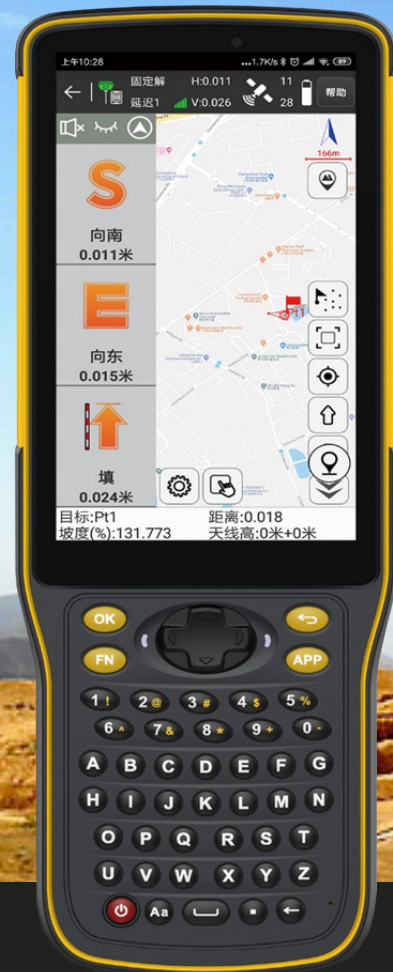 上午10:28
...1.7K/s
89
固定解 H:0.011 11
延迟1 V:0.026 28
帮助
166m
S
向南
0.011米
E
向东
0.015米
填
0.024米
Pt1
目标:Pt1 距离:0.018
坡度(%):131.773 天线高:0米+0米
OK
FN
APP
1 ! 2 @ 3 # 4 $ 5 %
6 ^ 7 & 8 * 9 + 0 -
A B C D E F G
H I J K L M N
O P Q R S T
U V W X Y Z
Aa